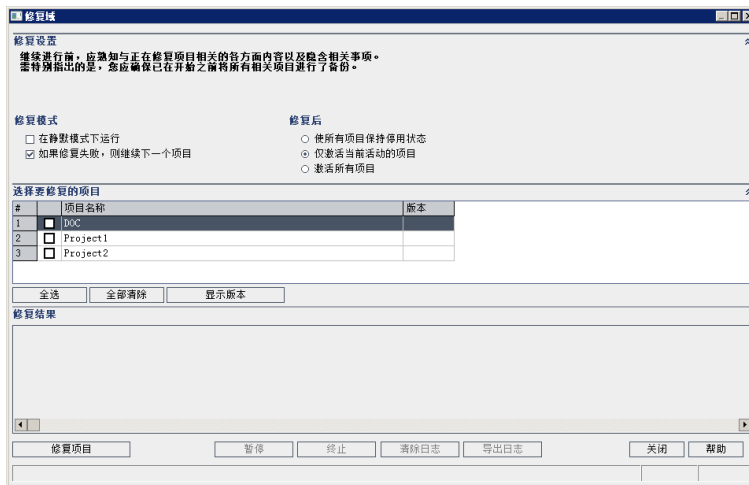 修复域
修复设置
继续进行前，应熟知与正在修复项目相关的各方面内容以及隐含相关事项。
需特别指出的是，您应确保已在开始之前将所有相关项目进行了备份。
修复模式
修复后
在静默模式下运行
使所有项目保持停用状态
如果修复失败，则继续下一个项目
仅激活当前活动的项目
激活所有项目
选择要修复的项目
# 项目名称 版本
1 DOC
2 Project1
3 Project2
全选 全部清除 显示版本
修复结果
修复项目 暂停 终止 清除日志 导出日志 关闭 帮助